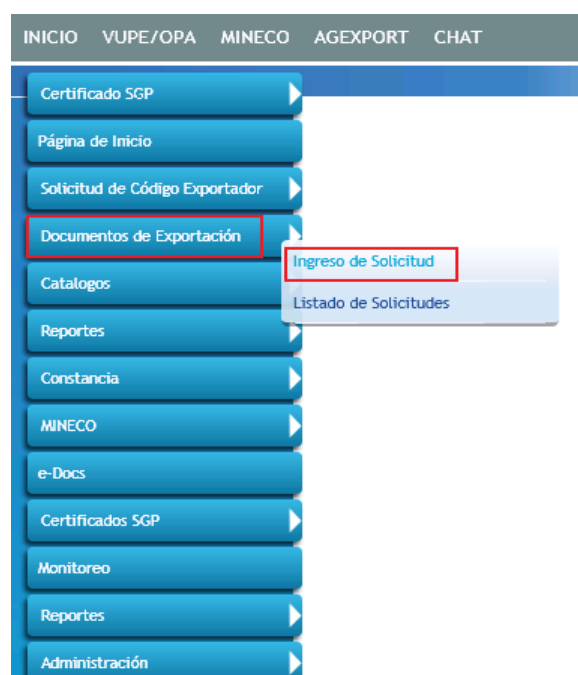 INICIO VUPE/OPA MINECO AGEXPORT CHAT
Certificado SGP
Página de Inicio
Solicitud de Código Exportador
Documentos de Exportación
Ingreso de Solicitud
Listado de Solicitudes
Catalogos
Reportes
Constancia
MINECO
e-Docs
Certificados SGP
Monitoreo
Reportes
Administración